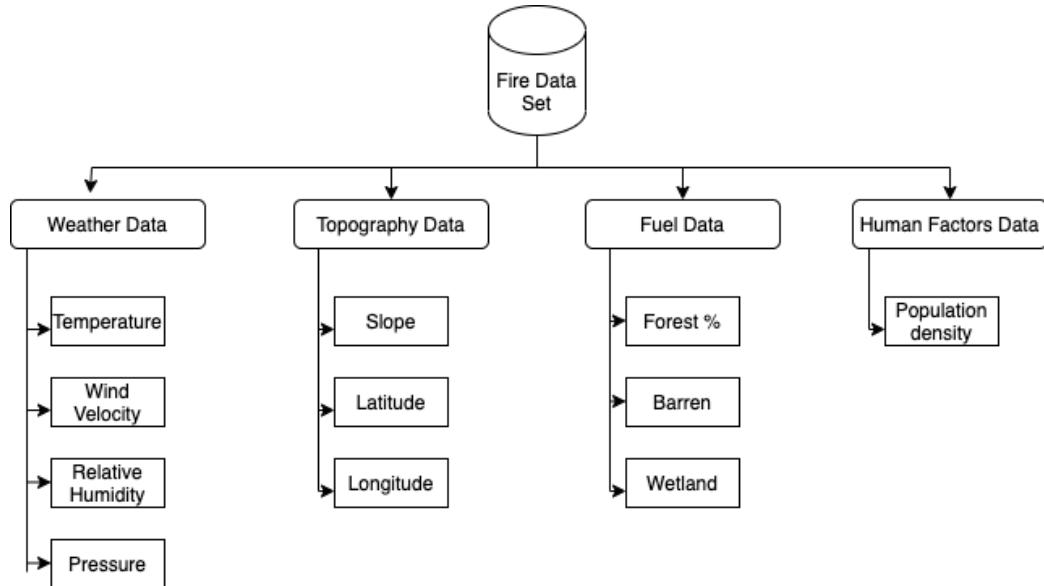 Fire Data
Set
Weather Data
Topography Data
Fuel Data
Human Factors Data
Temperature
Wind
Velocity
Relative
Humidity
Pressure
Slope
Latitude
Longitude
Forest %
Barren
Wetland
Population
density